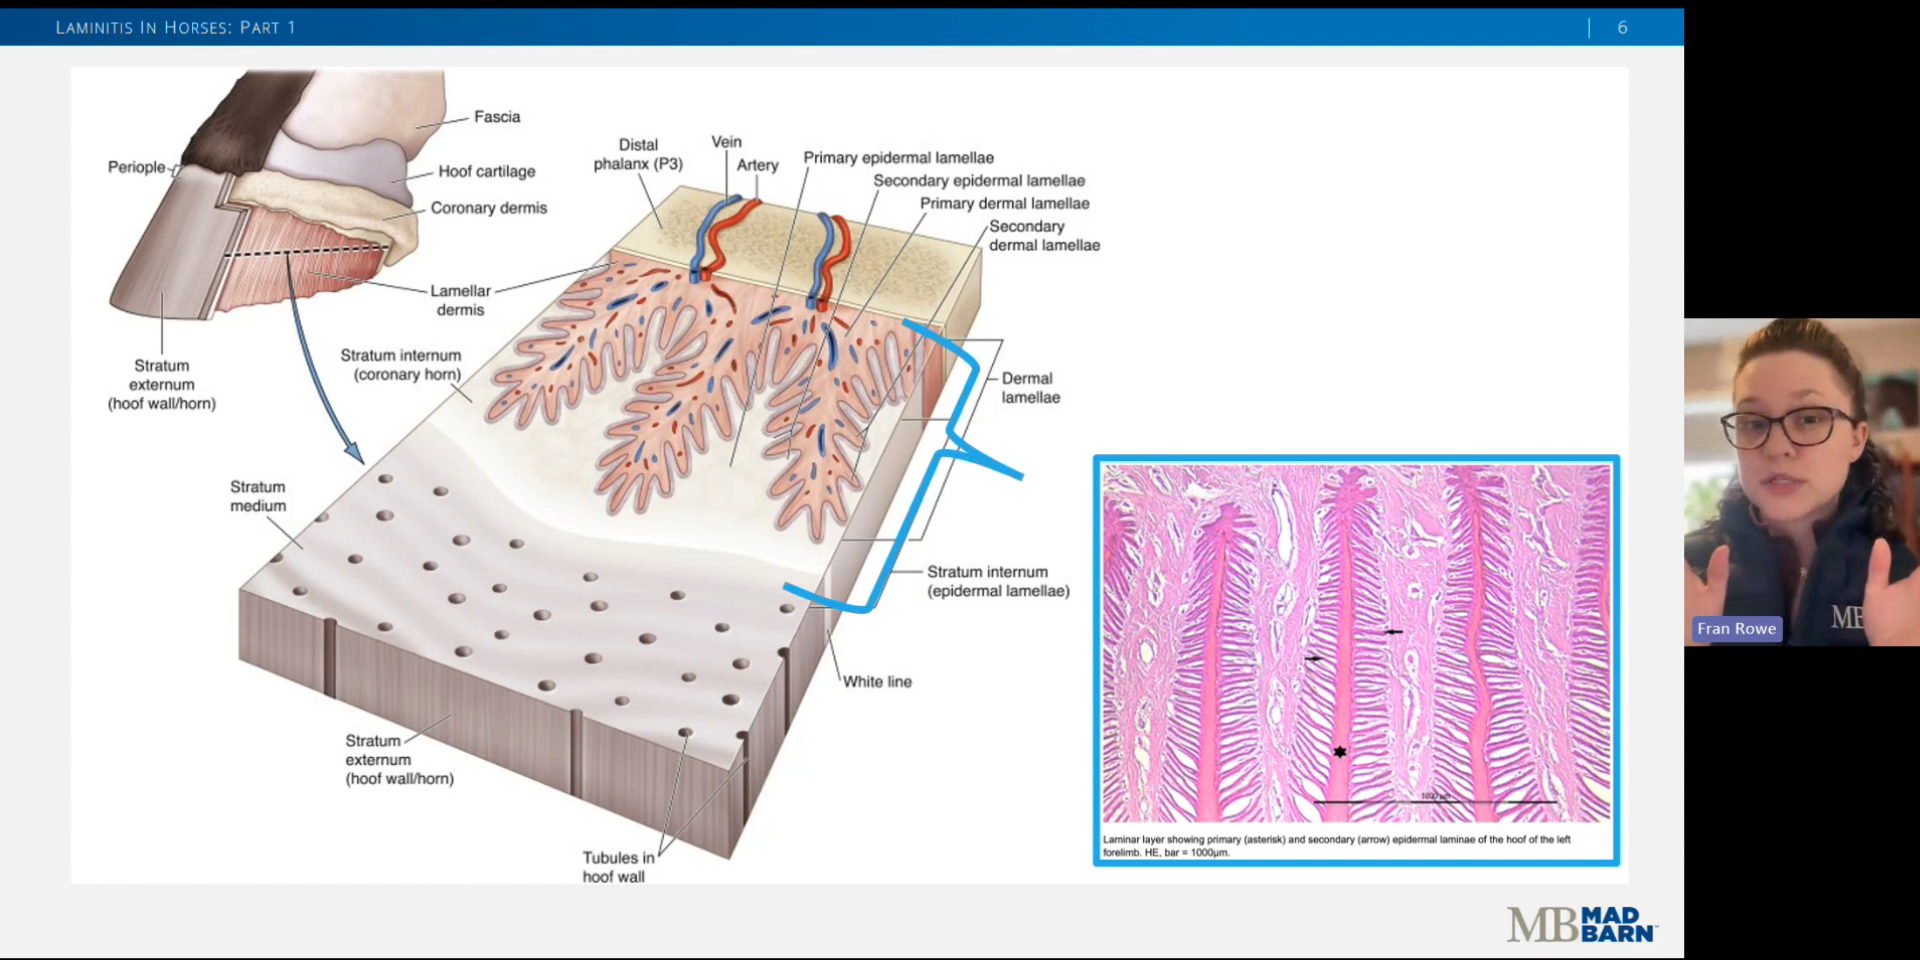 LAMINITIS IN HORSES: PART 1
6
Fascia
Periople
Hoof cartilage
Coronary dermis
Lamellar
dermis
Stratum
externum
(hoof wall/horn)
Distal
phalanx (P3)
Vein
Artery
Primary epidermal lamellae
Secondary epidermal lamellae
Primary dermal lamellae
Secondary
dermal lamellae
Stratum internum
(coronary horn)
Dermal
lamellae
Stratum
medium
Stratum internum
(epidermal lamellae)
White line
Stratum
externum
(hoof wall/horn)
Tubules in
hoof wall
1000 µm
Laminar layer showing primary (asterisk) and secondary (arrow) epidermal laminae of the hoof of the left
forelimb. HE, bar = 1000µm.
MB
Fran Rowe
MB MAD
BARN